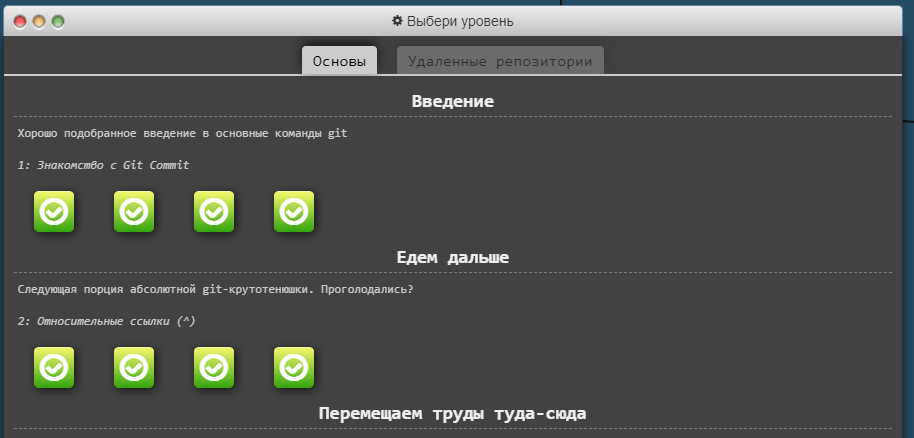 Выбери уровень
Основы
Удаленные репозитории
Введение
Хорошо подобранное введение в основные команды git
1: Знакомство с Git Commit
Едем дальше
Следующая порция абсолютной git-крутотенюшки. Проголодались?
2: Относительные ссылки (^)
Перемещаем труды туда-сюда